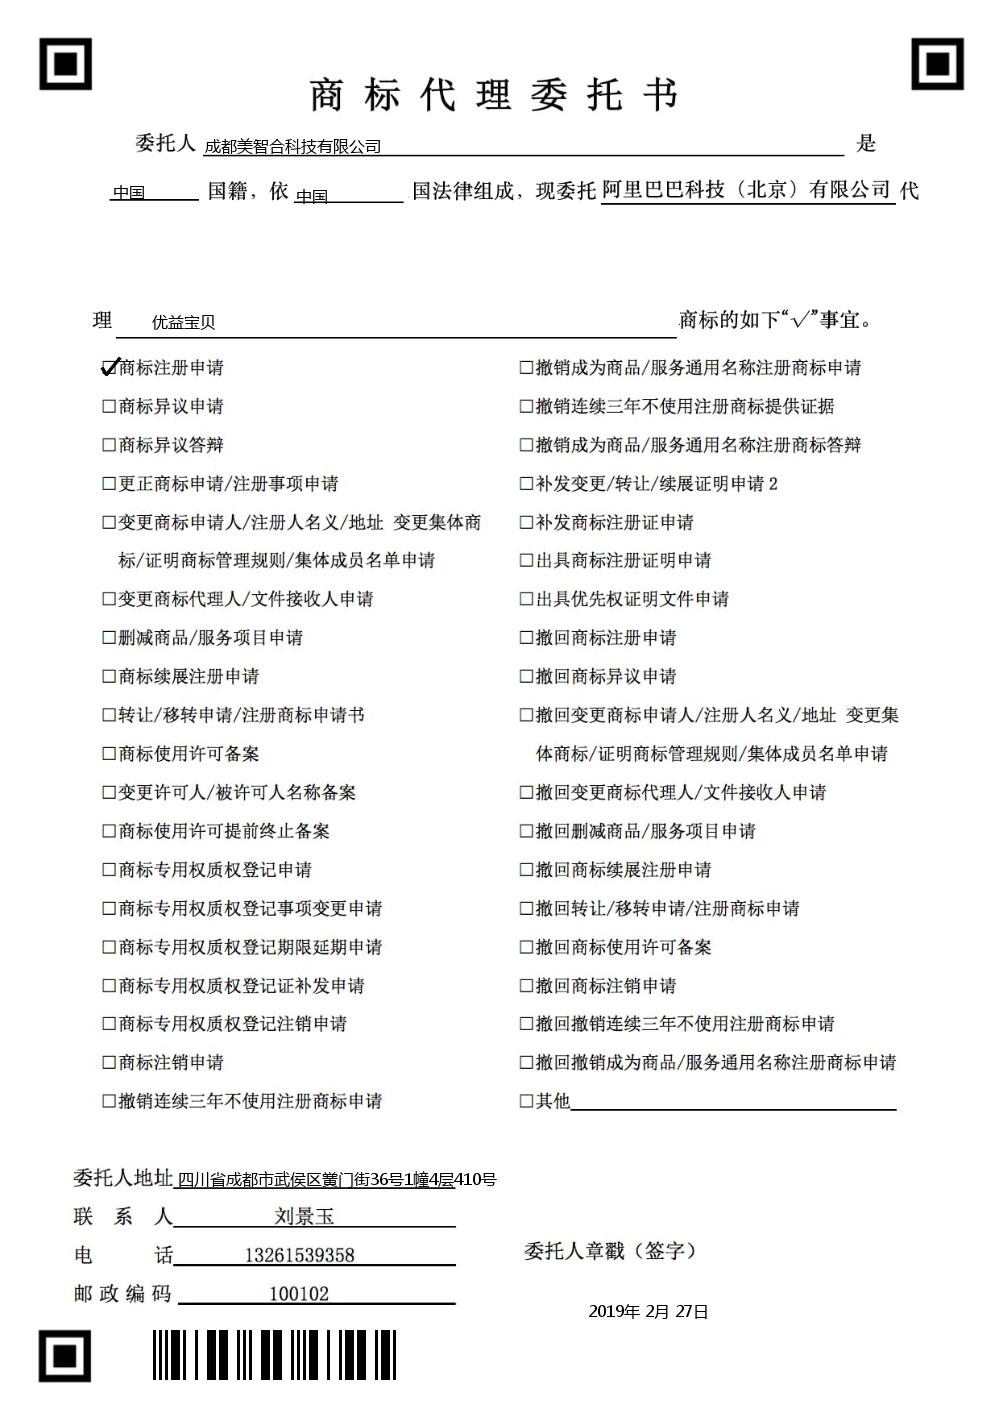 商标代理委托书
委托人 成都美智合科技有限公司 是
中国 国籍，依 中国 国法律组成，现委托 阿里巴巴科技（北京）有限公司 代
理 优益宝贝 商标的如下“√”事宜。
☑商标注册申请
□商标异议申请
□商标异议答辩
□更正商标申请/注册事项申请
□变更商标申请人/注册人名义/地址 变更集体商
标/证明商标管理规则/集体成员名单申请
□变更商标代理人/文件接收人申请
□删减商品/服务项目申请
□商标续展注册申请
□转让/移转申请/注册商标申请书
□商标使用许可备案
□变更许可人/被许可人名称备案
□商标使用许可提前终止备案
□商标专用权质权登记申请
□商标专用权质权登记事项变更申请
□商标专用权质权登记期限延期申请
□商标专用权质权登记证补发申请
□商标专用权质权登记注销申请
□商标注销申请
□撤销连续三年不使用注册商标申请
□撤销成为商品/服务通用名称注册商标申请
□撤销连续三年不使用注册商标提供证据
□撤销成为商品/服务通用名称注册商标答辩
□补发变更/转让/续展证明申请 2
□补发商标注册证申请
□出具商标注册证明申请
□出具优先权证明文件申请
□撤回商标注册申请
□撤回商标异议申请
□撤回变更商标申请人/注册人名义/地址 变更集
体商标/证明商标管理规则/集体成员名单申请
□撤回变更商标代理人/文件接收人申请
□撤回删减商品/服务项目申请
□撤回商标续展注册申请
□撤回转让/移转申请/注册商标申请
□撤回商标使用许可备案
□撤回商标注销申请
□撤回撤销连续三年不使用注册商标申请
□撤回撤销成为商品/服务通用名称注册商标申请
□其他
委托人地址 四川省成都市武侯区黉门街36号1幢4层410号
联系人 刘景玉
电话 13261539358
邮政编码 100102
委托人章戳（签字）
2019年 2月 27日